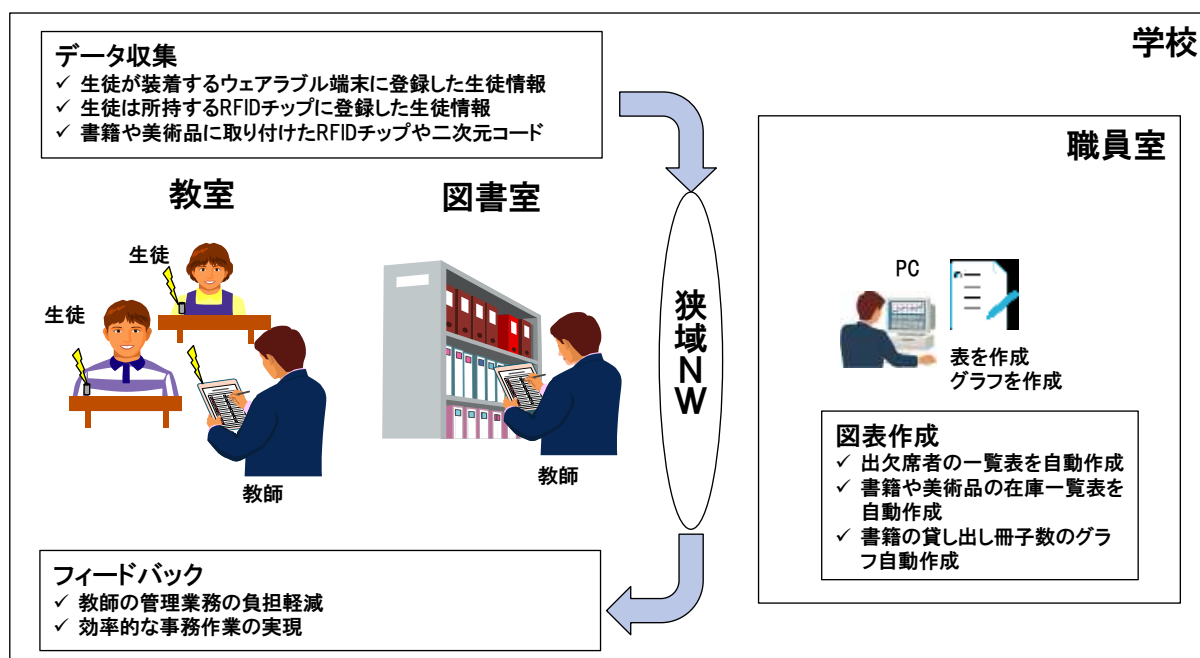 学校
データ収集
✓ 生徒が装着するウェアラブル端末に登録した生徒情報
✓ 生徒は所持するRFIDチップに登録した生徒情報
✓ 書籍や美術品に取り付けたRFIDチップや二次元コード
職員室
教室
図書室
生徒
生徒
教師
教師
狭域NW
PC
表を作成
グラフを作成
図表作成
✓ 出欠席者の一覧表を自動作成
✓ 書籍や美術品の在庫一覧表を
自動作成
✓ 書籍の貸し出し冊子数のグラ
フ自動作成
フィードバック
✓ 教師の管理業務の負担軽減
✓ 効率的な事務作業の実現